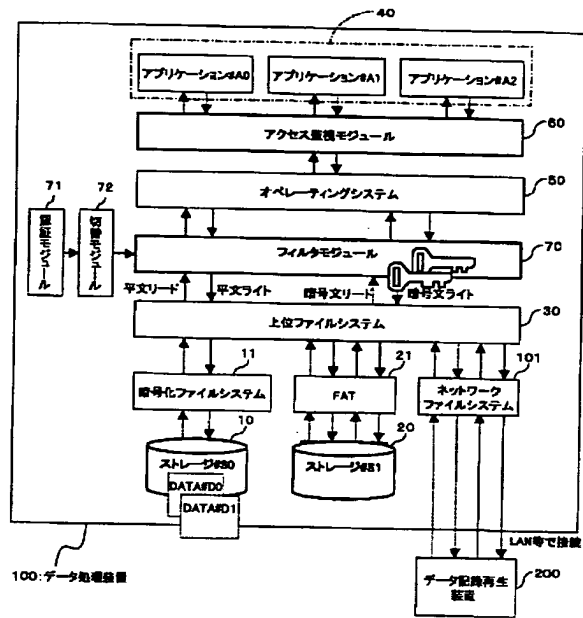 40
アプリケーション#A0
アプリケーション#A1
アプリケーション#A2
60
アクセス監視モジュール
50
オペレーティングシステム
71
72
認証モジュール
切替モジュール
70
フィルタモジュール
平文リード
平文ライト
暗号文リード
暗号文ライト
30
上位ファイルシステム
11
21
101
暗号化ファイルシステム
FAT
ネットワーク
ファイルシステム
10
20
ストレージ#S0
ストレージ#S1
DATA#D0
DATA#D1
LAN等で接続
100:データ処理装置
200
データ記録再生
装置